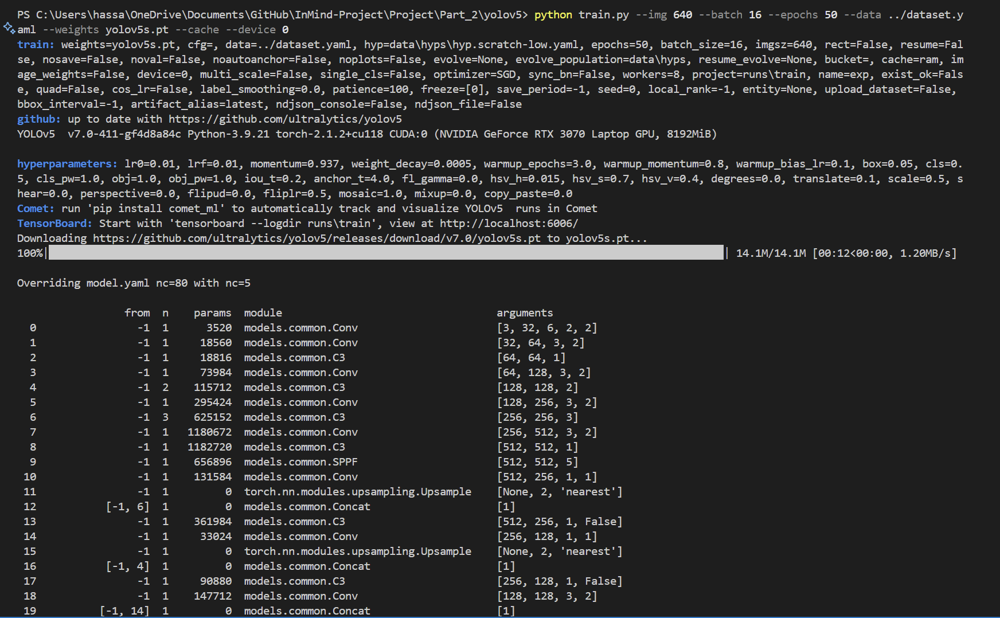 PS C:\Users\hassa\OneDrive\Documents\GitHub\InMind-Project\Project\Part_2\yolov5> python train.py --img 640 --batch 16 --epochs 50 --data ../dataset.y
aml --weights yolov5s.pt --cache --device 0
train: weights=yolov5s.pt, cfg=, data=../dataset.yaml, hyp=data\hyps\hyp.scratch-low.yaml, epochs=50, batch_size=16, imgsz=640, rect=False, resume=Fal
se, nosave=False, noval=False, noautoanchor=False, noplots=False, evolve=None, evolve_population=data\hyps, resume_evolve=None, bucket=, cache=ram, im
age_weights=False, device=0, multi_scale=False, single_cls=False, optimizer=SGD, sync_bn=False, workers=8, project=runs\train, name=exp, exist_ok=Fals
e, quad=False, cos_lr=False, label_smoothing=0.0, patience=100, freeze=[0], save_period=-1, seed=0, local_rank=-1, entity=None, upload_dataset=False,
bbox_interval=-1, artifact_alias=latest, ndjson_console=False, ndjson_file=False
github: up to date with https://github.com/ultralytics/yolov5
YOLOv5  v7.0-411-gf4d8a84c Python-3.9.21 torch-2.1.2+cu118 CUDA:0 (NVIDIA GeForce RTX 3070 Laptop GPU, 8192MiB)
hyperparameters: lr0=0.01, lrf=0.01, momentum=0.937, weight_decay=0.0005, warmup_epochs=3.0, warmup_momentum=0.8, warmup_bias_lr=0.1, box=0.05, cls=0.
5, cls_pw=1.0, obj=1.0, obj_pw=1.0, iou_t=0.2, anchor_t=4.0, fl_gamma=0.0, hsv_h=0.015, hsv_s=0.7, hsv_v=0.4, degrees=0.0, translate=0.1, scale=0.5, s
hear=0.0, perspective=0.0, flipud=0.0, fliplr=0.5, mosaic=1.0, mixup=0.0, copy_paste=0.0
Comet: run 'pip install comet_ml' to automatically track and visualize YOLOv5  runs in Comet
TensorBoard: Start with 'tensorboard --logdir runs\train', view at http://localhost:6006/
Downloading https://github.com/ultralytics/yolov5/releases/download/v7.0/yolov5s.pt to yolov5s.pt...
100%| | 14.1M/14.1M [00:12<00:00, 1.20MB/s]
Overriding model.yaml nc=80 with nc=5
from  n    params  module                                  arguments
0                -1  1      3520  models.common.Conv                      [3, 32, 6, 2, 2]
1                -1  1     18560  models.common.Conv                      [32, 64, 3, 2]
2                -1  1     18816  models.common.C3                        [64, 64, 1]
3                -1  1     73984  models.common.Conv                      [64, 128, 3, 2]
4                -1  2    115712  models.common.C3                        [128, 128, 2]
5                -1  1    295424  models.common.Conv                      [128, 256, 3, 2]
6                -1  3    625152  models.common.C3                        [256, 256, 3]
7                -1  1   1180672  models.common.Conv                      [256, 512, 3, 2]
8                -1  1   1182720  models.common.C3                        [512, 512, 1]
9                -1  1    656896  models.common.SPPF                      [512, 512, 5]
10                -1  1    131584  models.common.Conv                      [512, 256, 1, 1]
11                -1  1         0  torch.nn.modules.upsampling.Upsample    [None, 2, 'nearest']
12           [-1, 6]  1         0  models.common.Concat                    [1]
13                -1  1    361984  models.common.C3                        [512, 256, 1, False]
14                -1  1     33024  models.common.Conv                      [256, 128, 1, 1]
15                -1  1         0  torch.nn.modules.upsampling.Upsample    [None, 2, 'nearest']
16           [-1, 4]  1         0  models.common.Concat                    [1]
17                -1  1     90880  models.common.C3                        [256, 128, 1, False]
18                -1  1    147712  models.common.Conv                      [128, 128, 3, 2]
19          [-1, 14]  1         0  models.common.Concat                    [1]